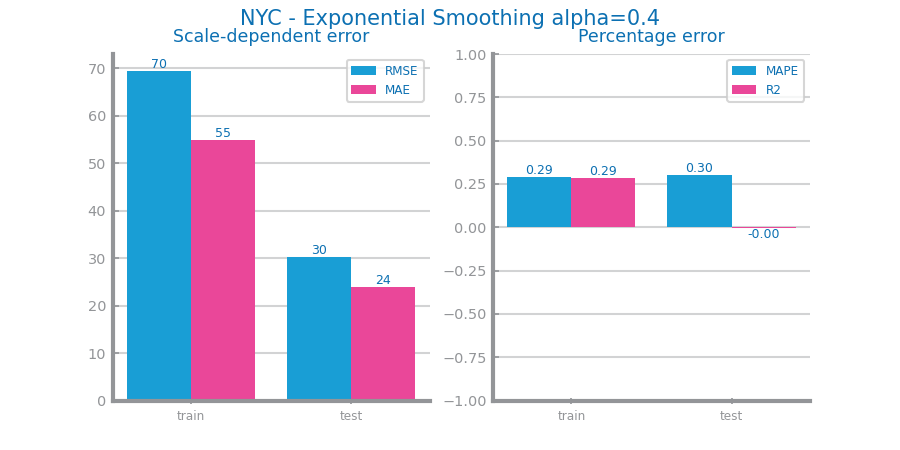 NYC - Exponential Smoothing alpha=0.4
Scale-dependent error
70
60
50
40
30
20
10
0
70
55
30
24
RMSE
MAE
train
test
Percentage error
1.00
0.75
0.50
0.25
0.00
−0.25
−0.50
−0.75
−1.00
0.29
0.29
0.30
-0.00
MAPE
R2
train
test